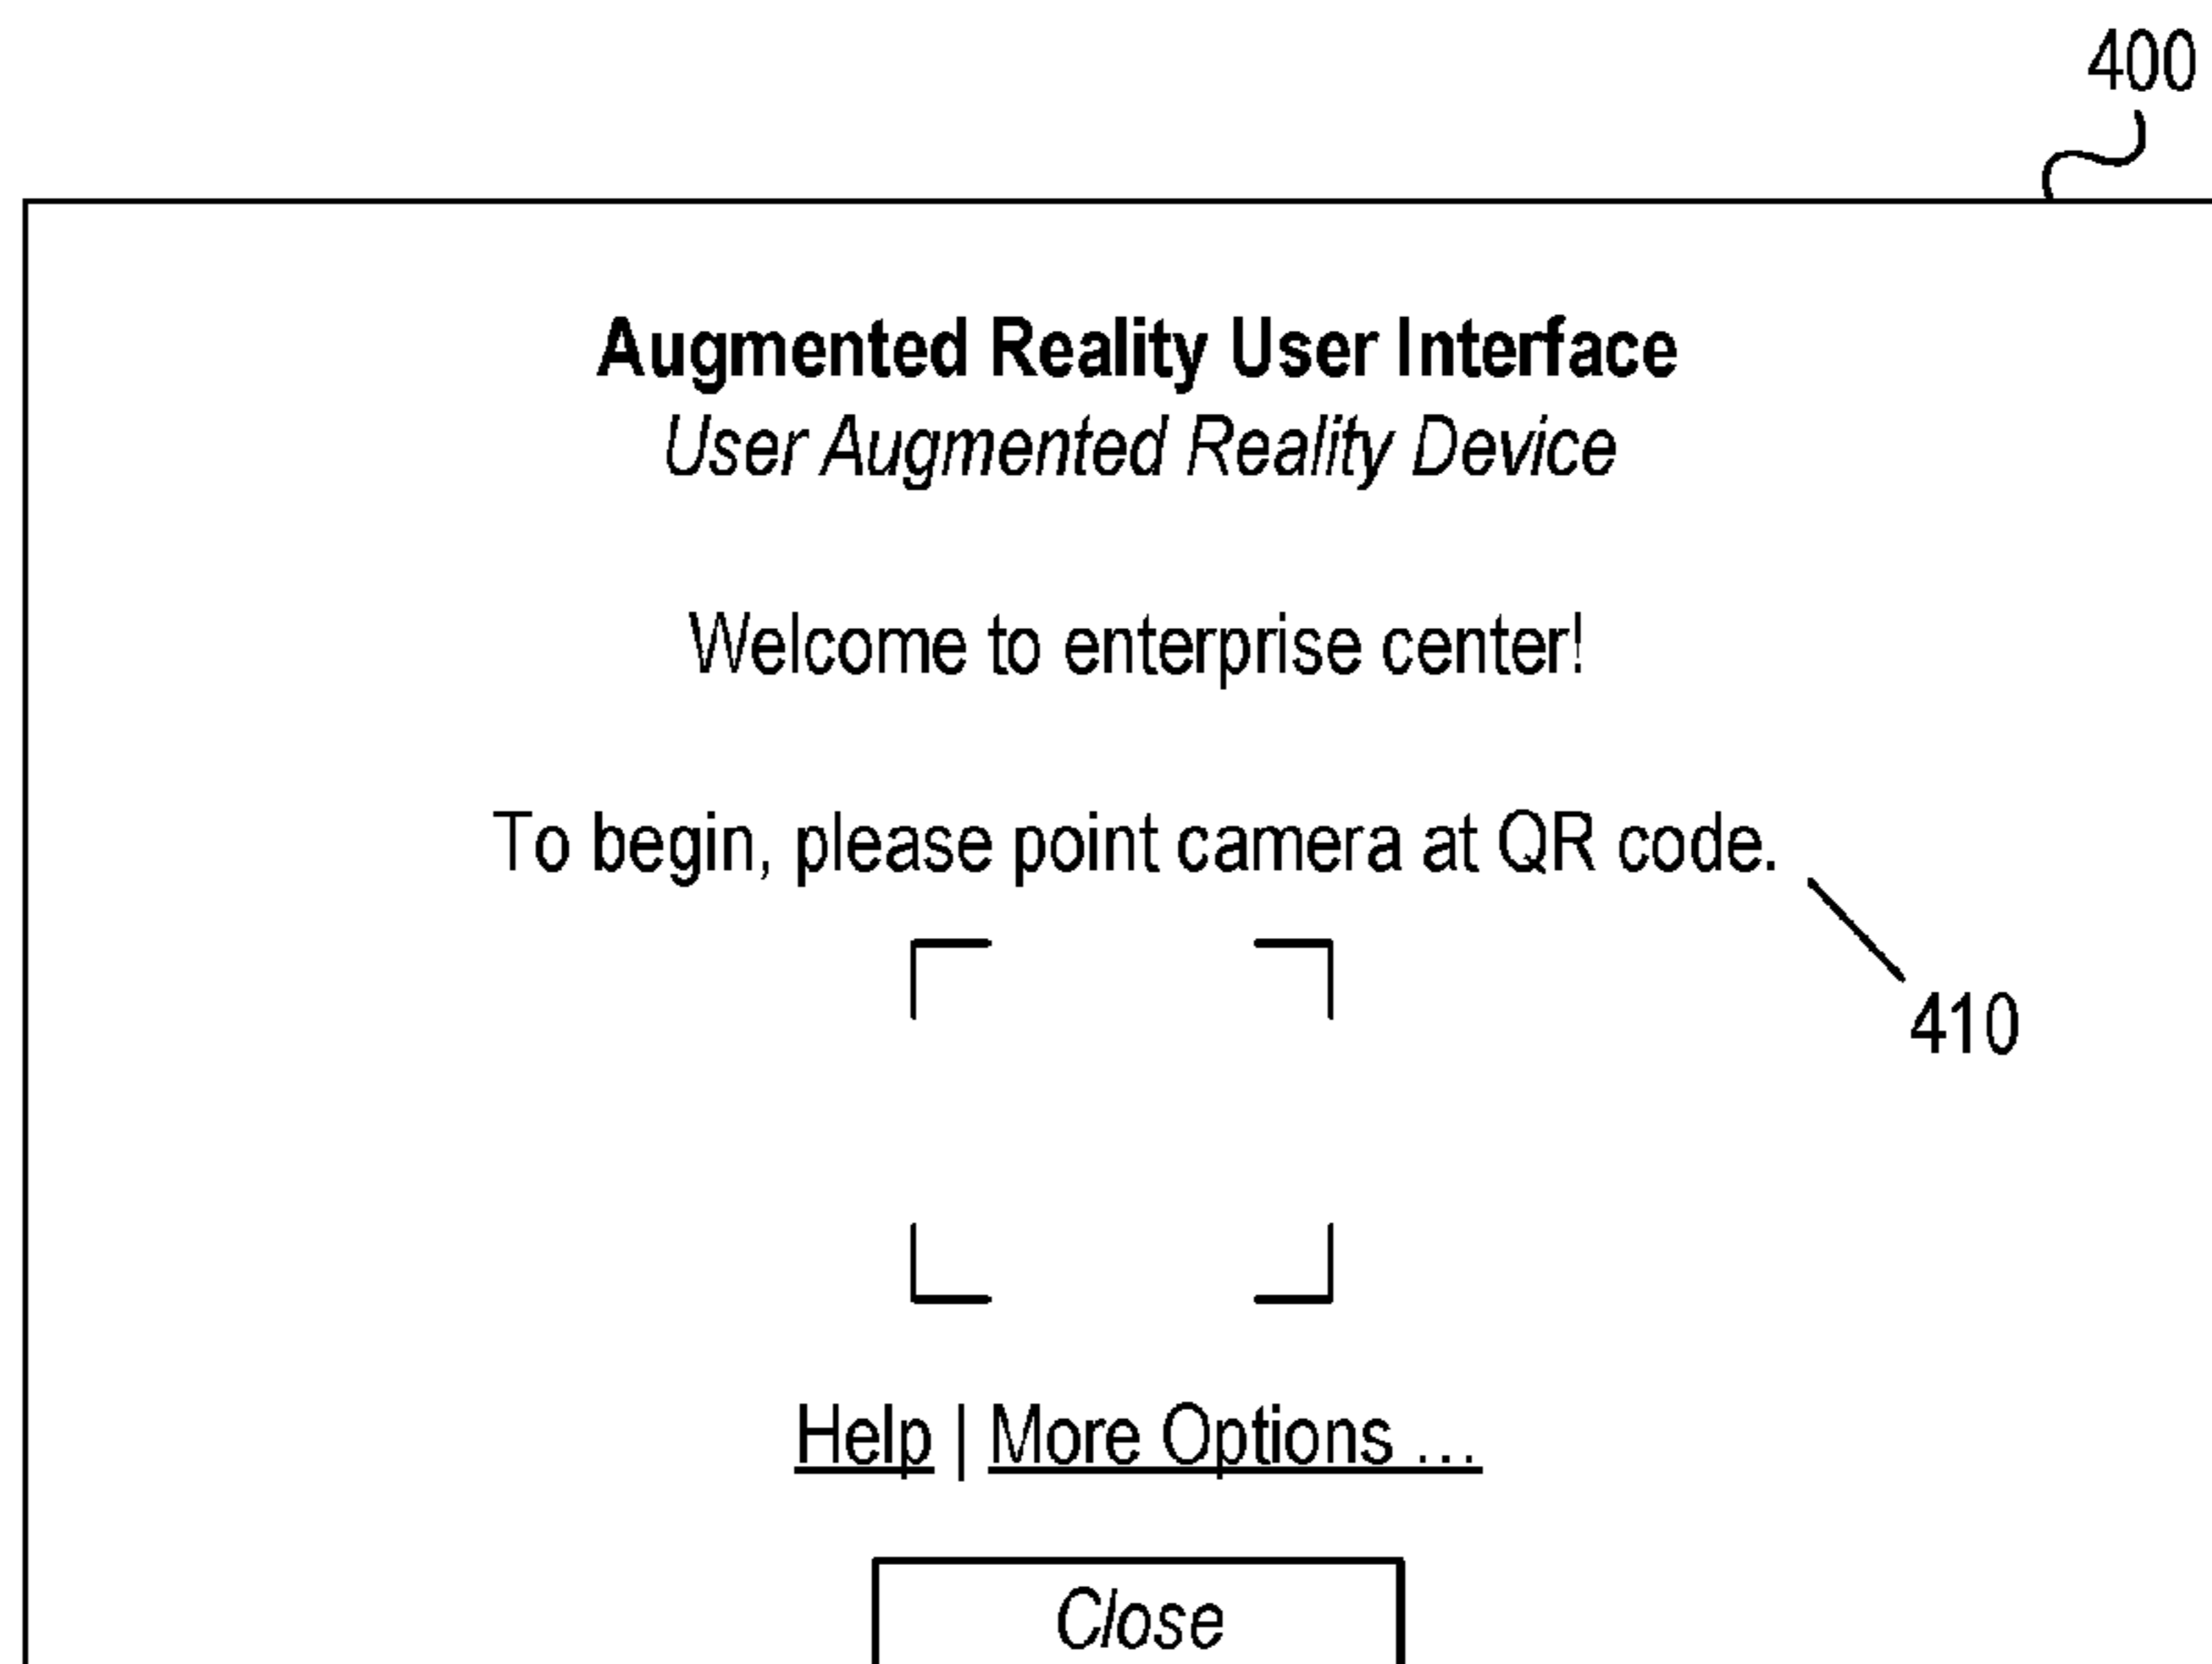 400
Augmented Reality User Interface
User Augmented Reality Device
Welcome to enterprise center!
To begin, please point camera at QR code.
410
Help | More Options ...
Close